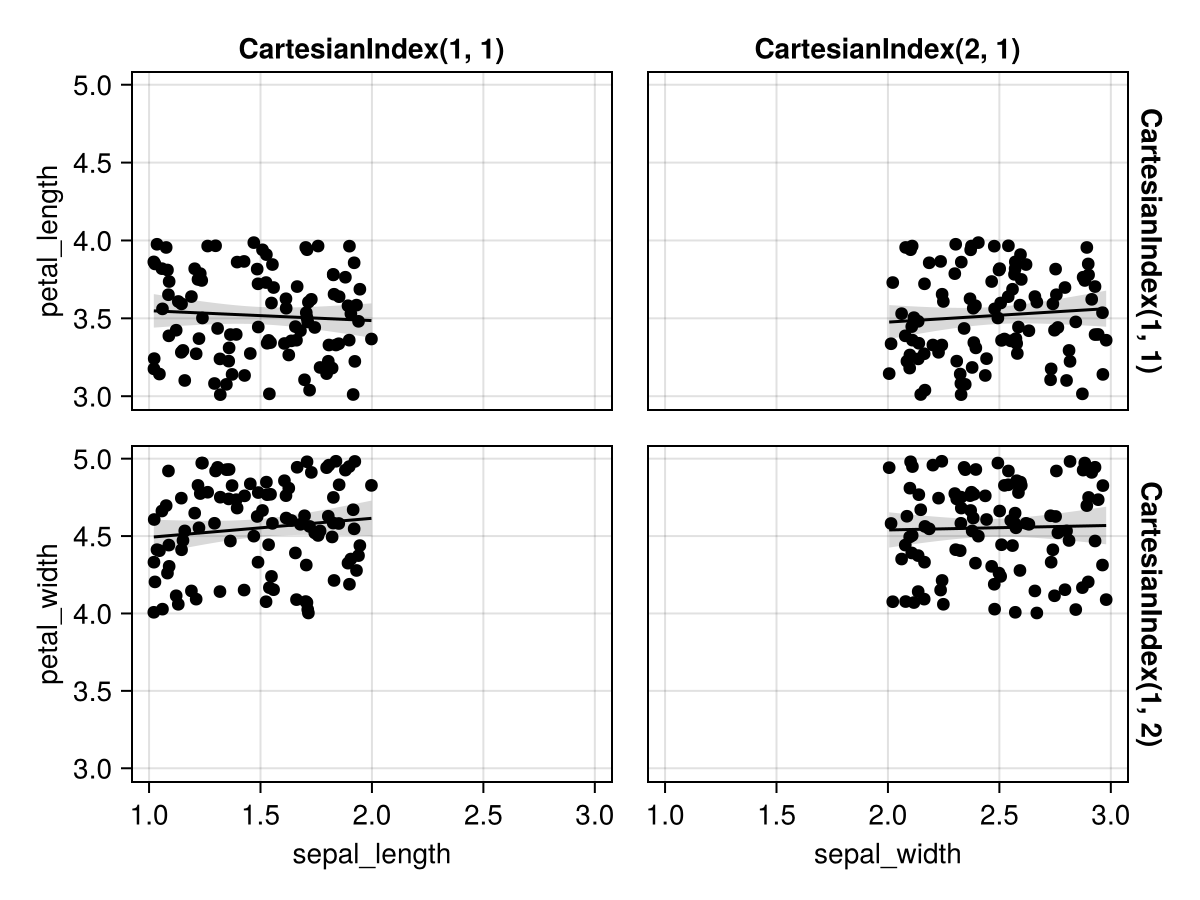 CartesianIndex(1, 1)
CartesianIndex(2, 1)
petal_length
5.0
4.5
4.0
3.5
3.0
CartesianIndex(1, 1)
petal_width
5.0
4.5
4.0
3.5
3.0
CartesianIndex(1, 2)
1.0 1.5 2.0 2.5 3.0
1.0 1.5 2.0 2.5 3.0
sepal_length
sepal_width